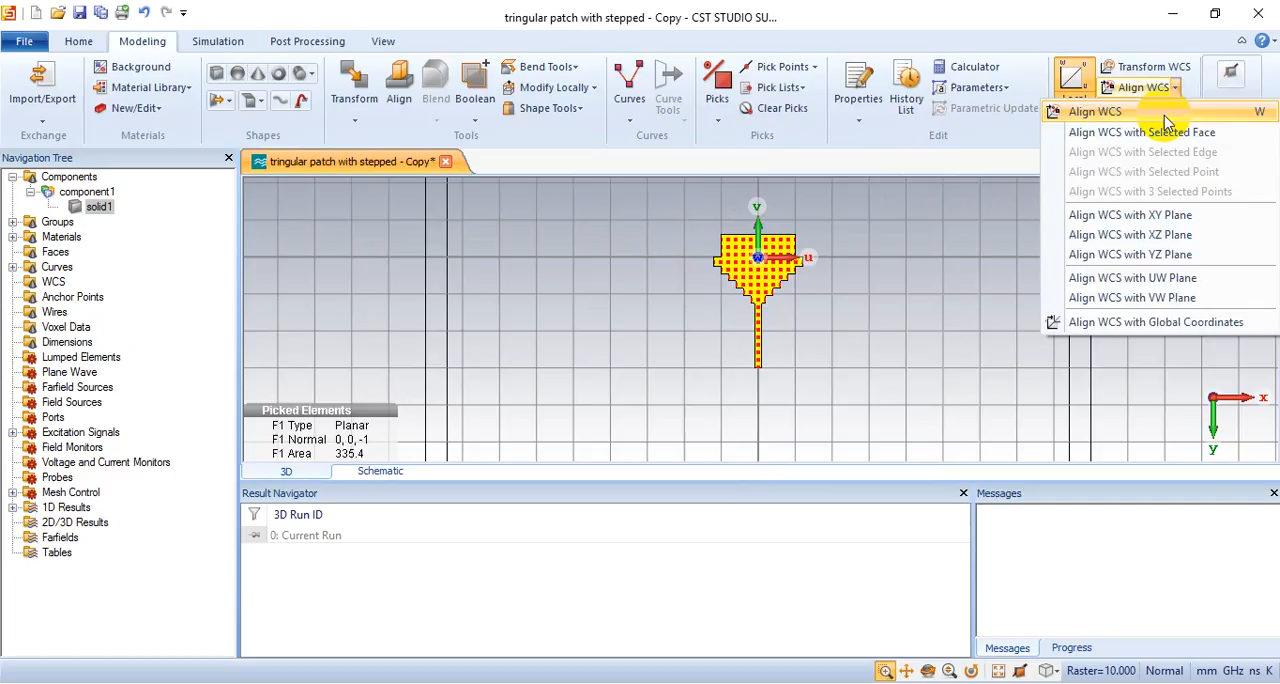 tringular patch with stepped - Copy - CST STUDIO SU...
File
Home
Modeling
Simulation
Post Processing
View
Import/Export
Exchange
Background
Material Library
New/Edit
Materials
Shapes
Transform
Align
Blend
Boolean
Bend Tools
Modify Locally
Shape Tools
Tools
Curves
Curve Tools
Curves
Picks
Pick Points
Pick Lists
Clear Picks
Picks
Properties
History List
Calculator
Parameters
Parametric Update
Edit
Transform WCS
Align WCS
Align WCS W
Align WCS with Selected Face
Align WCS with Selected Edge
Align WCS with Selected Point
Align WCS with 3 Selected Points
Align WCS with XY Plane
Align WCS with XZ Plane
Align WCS with YZ Plane
Align WCS with UW Plane
Align WCS with VW Plane
Align WCS with Global Coordinates
Navigation Tree
Components
component1
solid1
Groups
Materials
Faces
Curves
WCS
Anchor Points
Wires
Voxel Data
Dimensions
Lumped Elements
Plane Wave
Farfield Sources
Field Sources
Ports
Excitation Signals
Field Monitors
Voltage and Current Monitors
Probes
Mesh Control
1D Results
2D/3D Results
Farfields
Tables
tringular patch with stepped - Copy*
v
u
w
x
y
Picked Elements
F1 Type Planar
F1 Normal 0, 0, -1
F1 Area 335.4
3D
Schematic
Result Navigator
3D Run ID
0: Current Run
Messages
Messages
Progress
Raster=10.000 Normal mm GHz ns K